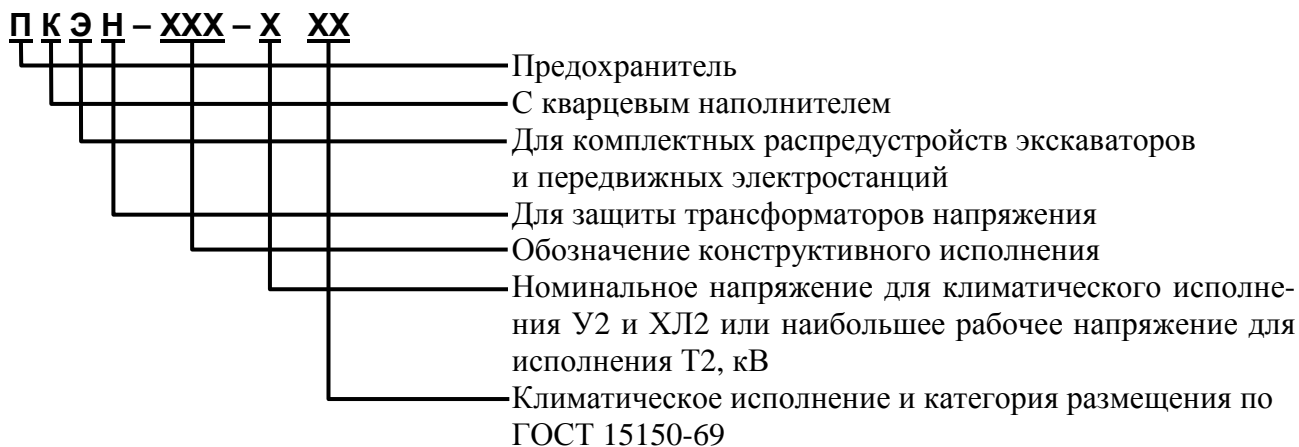 ПКЭН – ХХХ – Х ХХ
Предохранитель
С кварцевым наполнителем
Для комплектных распредустройств экскаваторов
и передвижных электростанций
Для защиты трансформаторов напряжения
Обозначение конструктивного исполнения
Номинальное напряжение для климатического исполне-
ния У2 и ХЛ2 или наибольшее рабочее напряжение для
исполнения Т2, кВ
Климатическое исполнение и категория размещения по
ГОСТ 15150-69